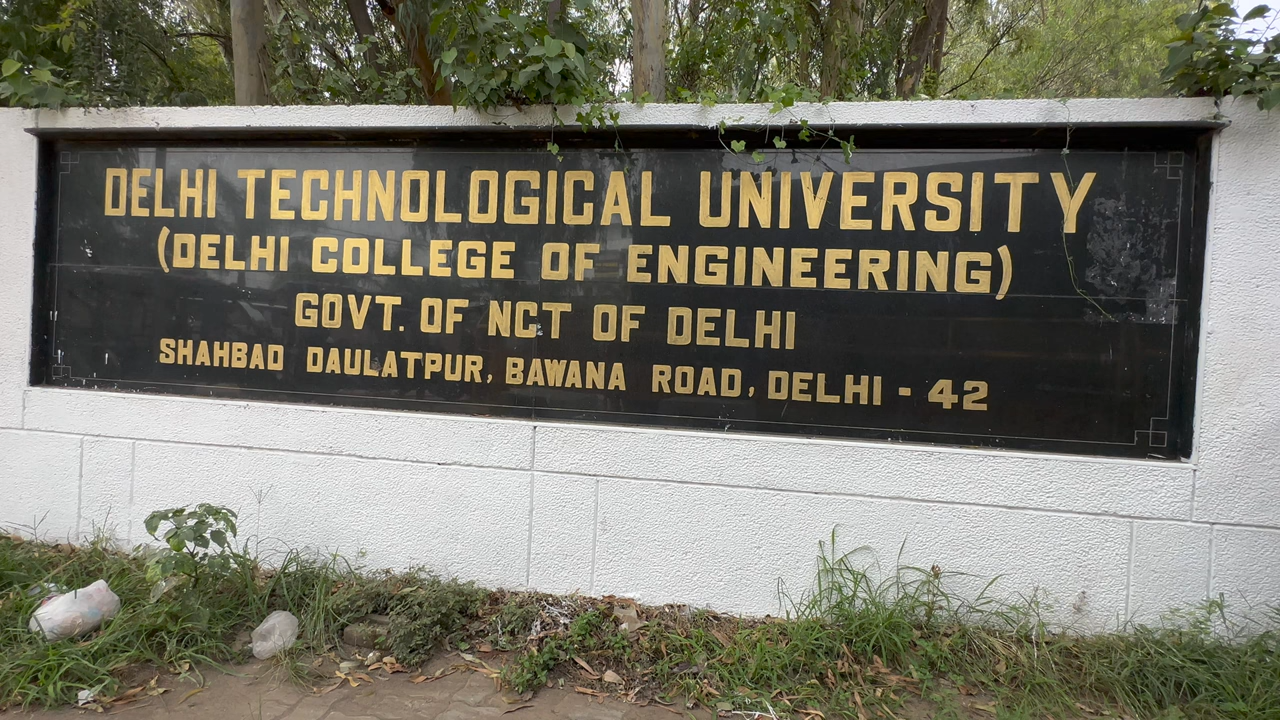 DELHI TECHNOLOGICAL UNIVERSITY
(DELHI COLLEGE OF ENGINEERING)
GOVT. OF NCT OF DELHI
SHAHBAD DAULATPUR, BAWANA ROAD, DELHI - 42